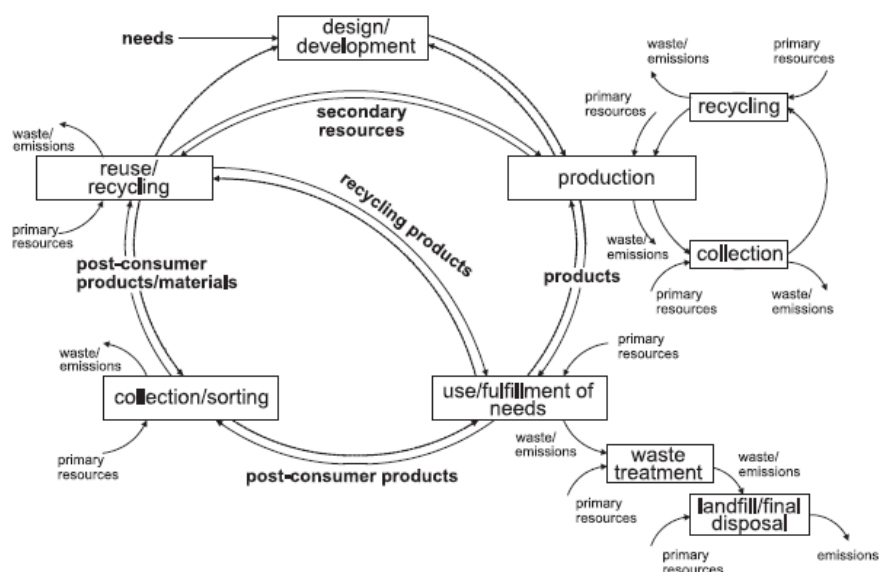 needs
design/
development
waste/
emissions
primary
resources
primary
resources
recycling
secondary
resources
waste/
emissions
reuse/
recycling
production
recycling products
primary
resources
waste/
emissions
collection
post-consumer
products/materials
products
primary
resources
waste/
emissions
waste/
emissions
primary
resources
collection/sorting
use/fulfillment of
needs
primary
resources
waste/
emissions
post-consumer products
waste
treatment
waste/
emissions
primary
resources
landfill/final
disposal
primary
resources
emissions